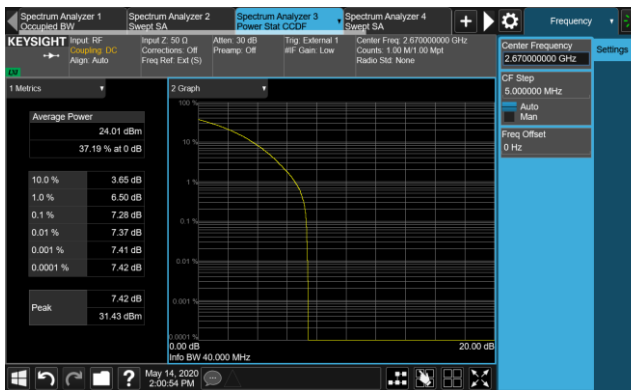 Spectrum Analyzer 1
Occupied BW
Spectrum Analyzer 2
Swept SA
Spectrum Analyzer 3
Power Stat CCDF
Spectrum Analyzer 4
Swept SA
Frequency
KEYSIGHT
Input: RF
Coupling: DC
Align: Auto
Input Z: 50 Ω
Corrections: Off
Freq Ref: Ext (S)
Atten: 30 dB
Preamp: Off
Trig: External 1
#IF Gain: Low
Center Freq: 2.670000000 GHz
Counts: 1.00 M/1.00 Mpt
Radio Std: None
Center Frequency
2.670000000 GHz
Settings
CF Step
5.000000 MHz
Auto
Man
Freq Offset
0 Hz
1 Metrics
Average Power
24.01 dBm
37.19 % at 0 dB
10.0 % 3.65 dB
1.0 % 6.50 dB
0.1 % 7.28 dB
0.01 % 7.37 dB
0.001 % 7.41 dB
0.0001 % 7.42 dB
Peak
7.42 dB
31.43 dBm
2 Graph
100 %
10 %
1 %
0.1 %
0.01 %
0.001 %
0.0001 %
0.00 dB
20.00 dB
Info BW 40.000 MHz
May 14, 2020
2:00:54 PM